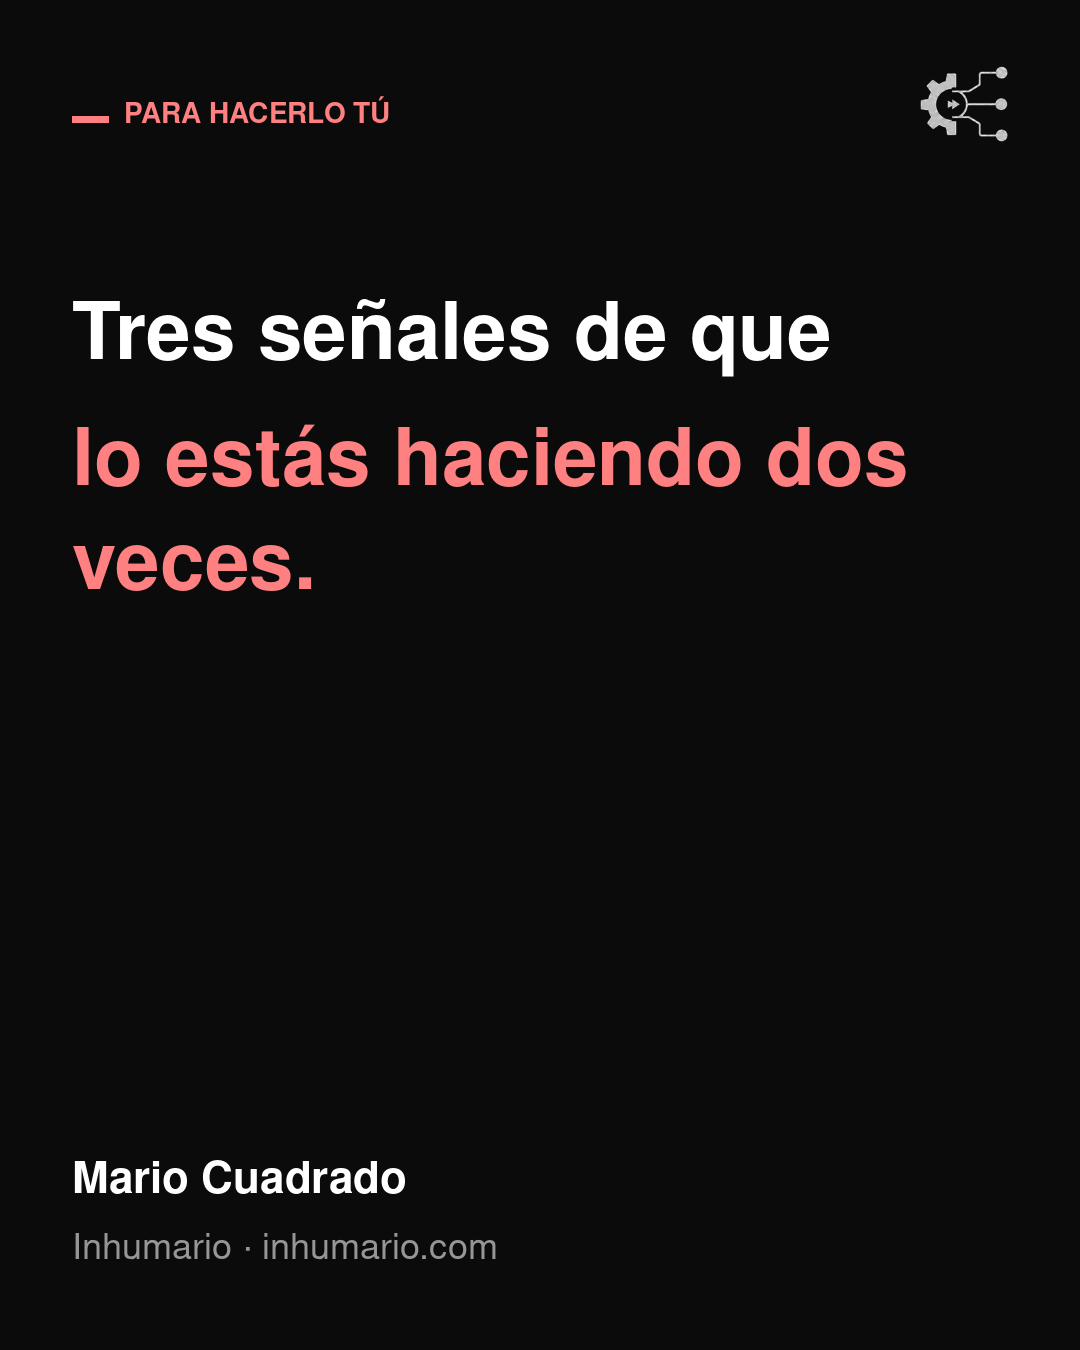 PARA HACERLO TÚ
Tres señales de que
lo estás haciendo dos
veces.
Mario Cuadrado
Inhumario · inhumario.com